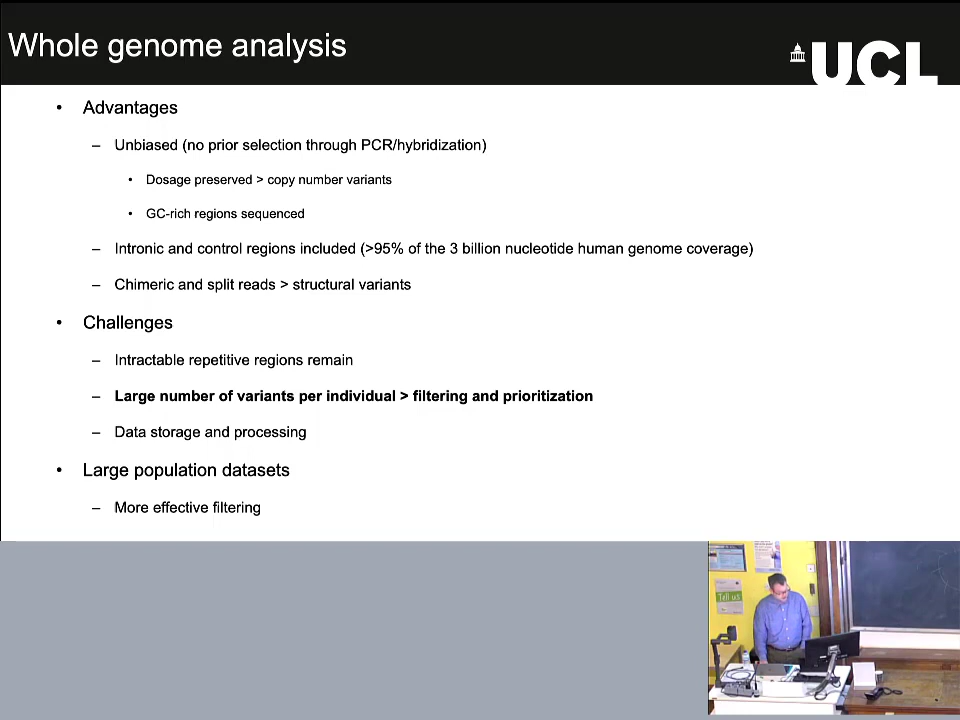 Whole genome analysis
UCL
• Advantages
– Unbiased (no prior selection through PCR/hybridization)
• Dosage preserved > copy number variants
• GC-rich regions sequenced
– Intronic and control regions included (>95% of the 3 billion nucleotide human genome coverage)
– Chimeric and split reads > structural variants
• Challenges
– Intractable repetitive regions remain
– Large number of variants per individual > filtering and prioritization
– Data storage and processing
• Large population datasets
– More effective filtering
Tell us